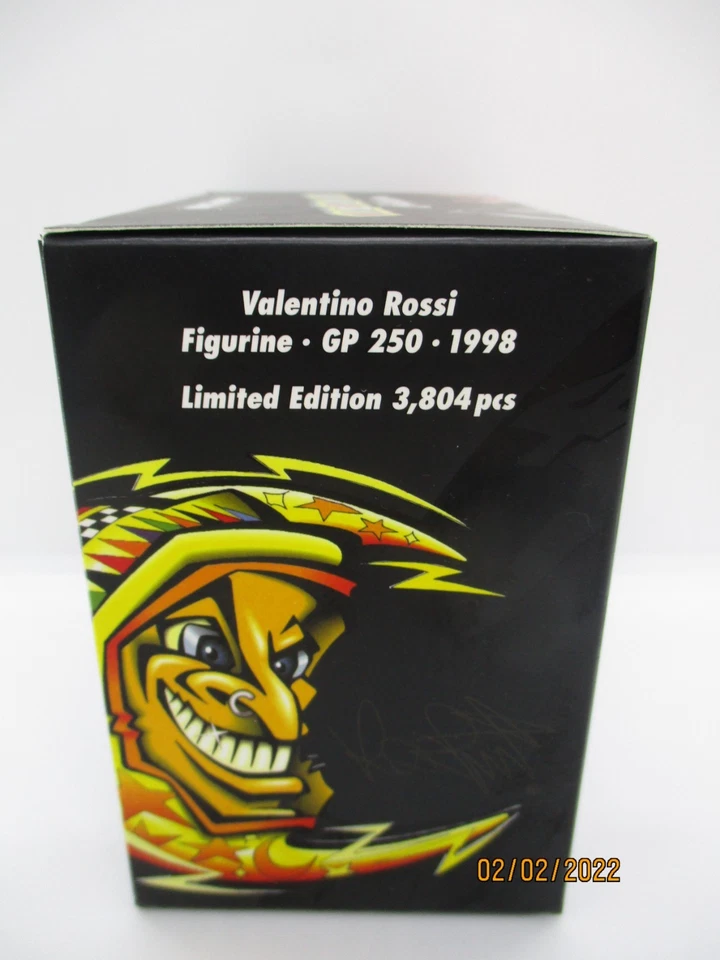 Valentino Rossi
Figurine · GP 250 · 1998
Limited Edition 3,804 pcs
02/02/2022